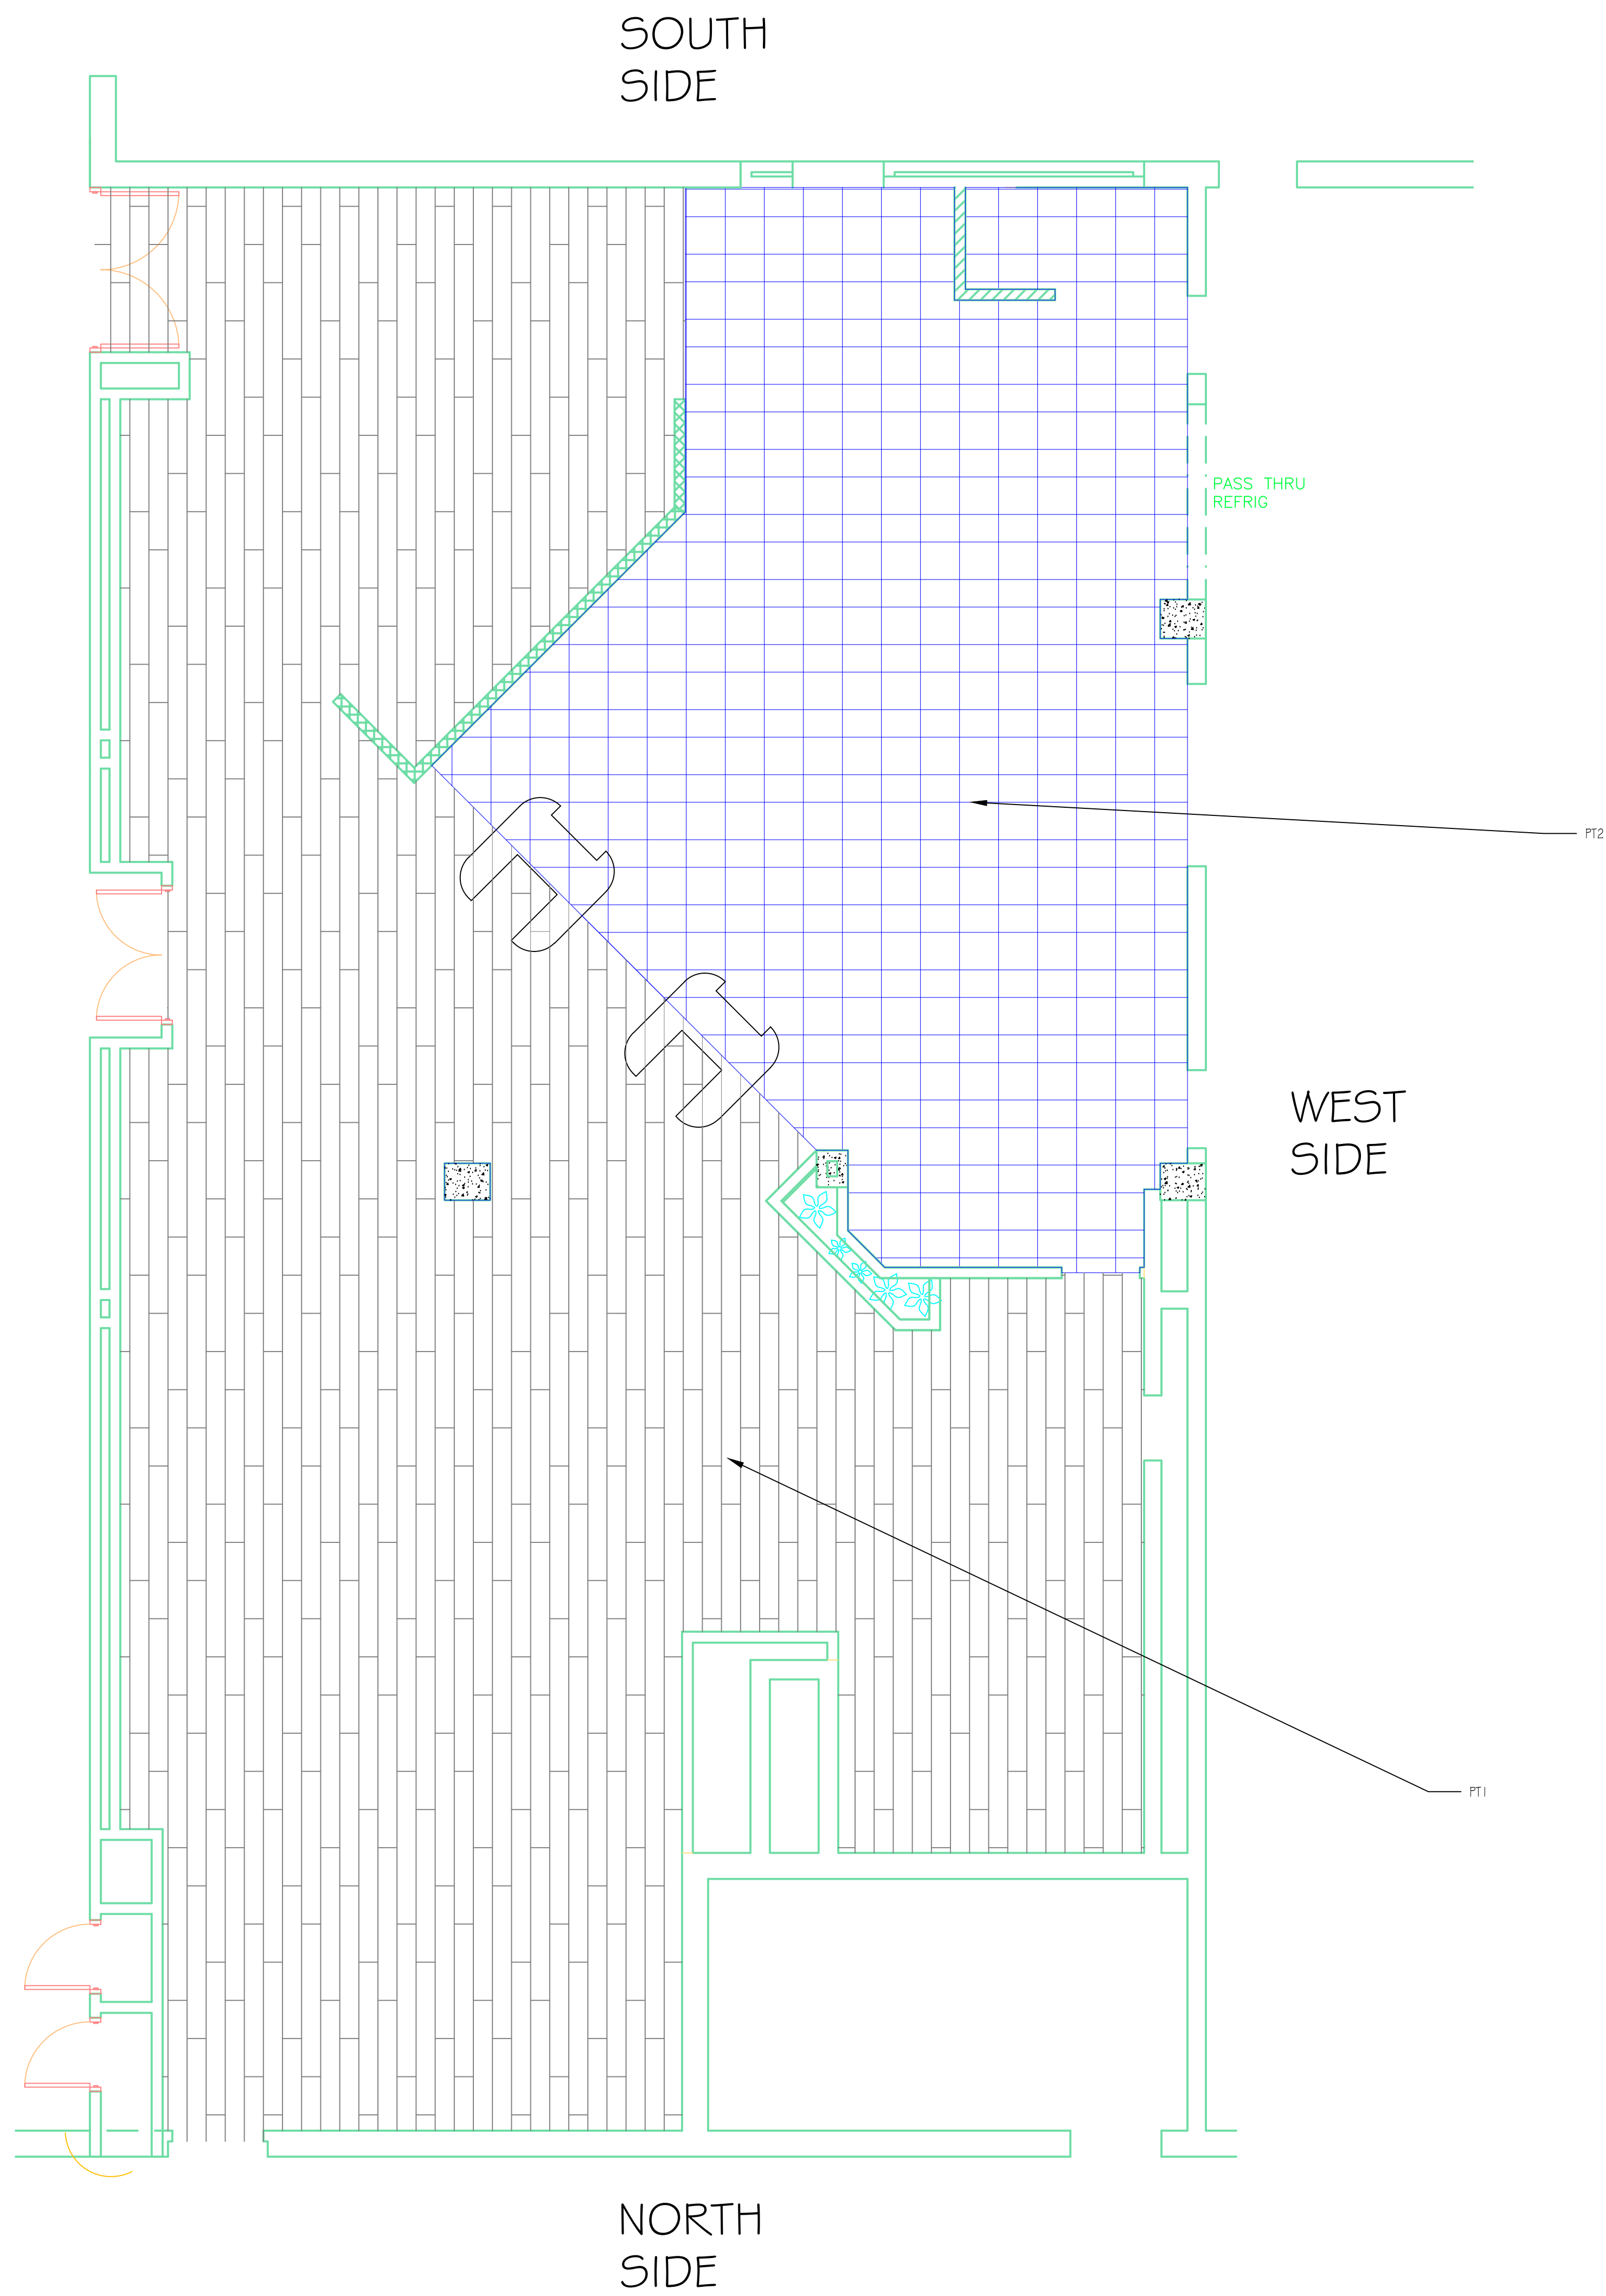 SOUTH
SIDE
PASS THRU
REFRIG
PT2
WEST
SIDE
PT1
NORTH
SIDE